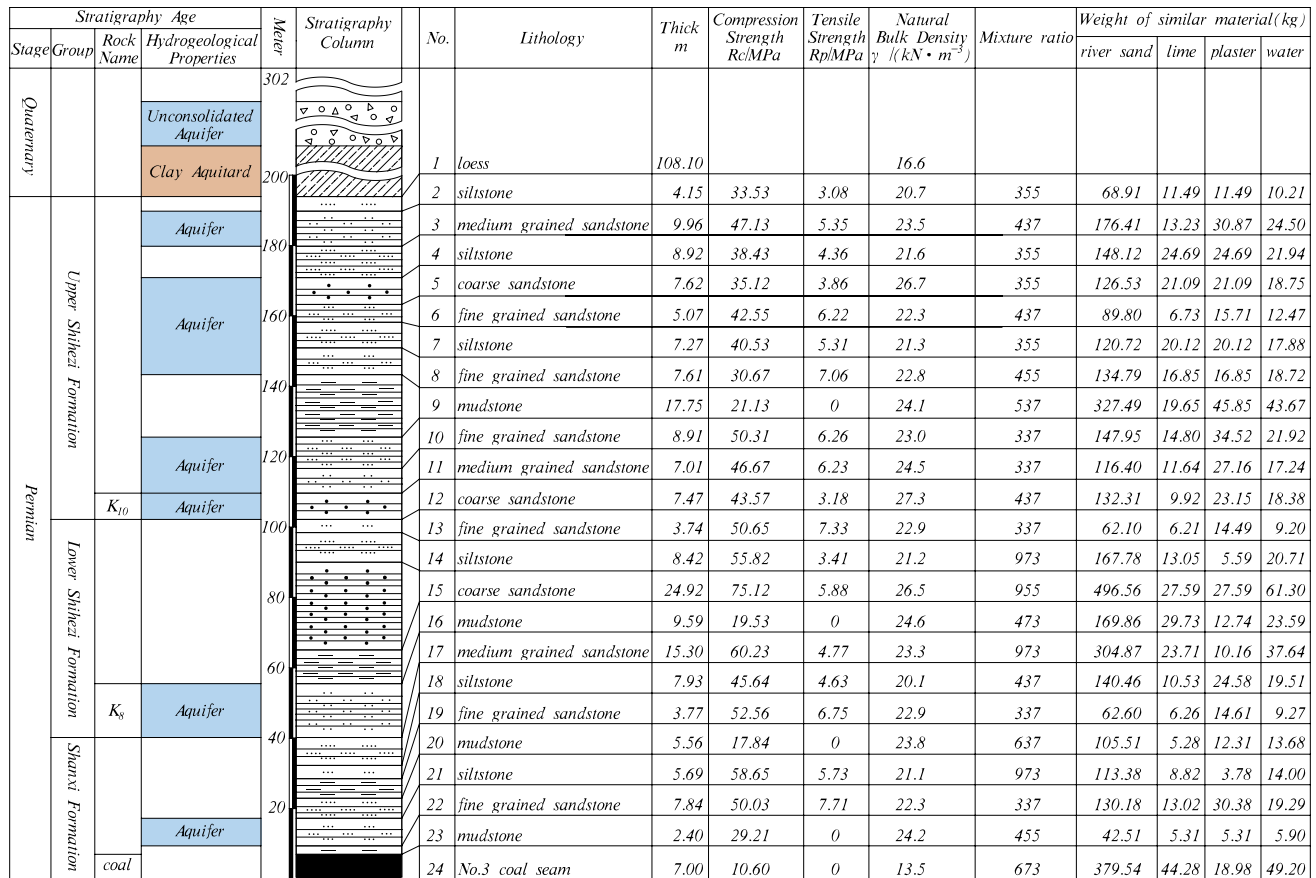 Stratigraphy Age
Stage Group Rock Name Hydrogeological Properties Meter Stratigraphy Column No. Lithology Thick m Compression Strength Rc/MPa Tensile Strength Rp/MPa Natural Bulk Density γ /(kN·m⁻³) Mixture ratio Weight of similar material(kg)
river sand lime plaster water
Quaternary
Permian
Upper Shihezi Formation
Lower Shihezi Formation
Shanxi Formation
K₁₀
K₈
coal
Unconsolidated Aquifer
Clay Aquitard
Aquifer
Aquifer
Aquifer
Aquifer
Aquifer
Aquifer
302
200
180
160
140
120
100
80
60
40
20
1 loess 108.10 16.6
2 siltstone 4.15 33.53 3.08 20.7 355 68.91 11.49 11.49 10.21
3 medium grained sandstone 9.96 47.13 5.35 23.5 437 176.41 13.23 30.87 24.50
4 siltstone 8.92 38.43 4.36 21.6 355 148.12 24.69 24.69 21.94
5 coarse sandstone 7.62 35.12 3.86 26.7 355 126.53 21.09 21.09 18.75
6 fine grained sandstone 5.07 42.55 6.22 22.3 437 89.80 6.73 15.71 12.47
7 siltstone 7.27 40.53 5.31 21.3 355 120.72 20.12 20.12 17.88
8 fine grained sandstone 7.61 30.67 7.06 22.8 455 134.79 16.85 16.85 18.72
9 mudstone 17.75 21.13 0 24.1 537 327.49 19.65 45.85 43.67
10 fine grained sandstone 8.91 50.31 6.26 23.0 337 147.95 14.80 34.52 21.92
11 medium grained sandstone 7.01 46.67 6.23 24.5 337 116.40 11.64 27.16 17.24
12 coarse sandstone 7.47 43.57 3.18 27.3 437 132.31 9.92 23.15 18.38
13 fine grained sandstone 3.74 50.65 7.33 22.9 337 62.10 6.21 14.49 9.20
14 siltstone 8.42 55.82 3.41 21.2 973 167.78 13.05 5.59 20.71
15 coarse sandstone 24.92 75.12 5.88 26.5 955 496.56 27.59 27.59 61.30
16 mudstone 9.59 19.53 0 24.6 473 169.86 29.73 12.74 23.59
17 medium grained sandstone 15.30 60.23 4.77 23.3 973 304.87 23.71 10.16 37.64
18 siltstone 7.93 45.64 4.63 20.1 437 140.46 10.53 24.58 19.51
19 fine grained sandstone 3.77 52.56 6.75 22.9 337 62.60 6.26 14.61 9.27
20 mudstone 5.56 17.84 0 23.8 637 105.51 5.28 12.31 13.68
21 siltstone 5.69 58.65 5.73 21.1 973 113.38 8.82 3.78 14.00
22 fine grained sandstone 7.84 50.03 7.71 22.3 337 130.18 13.02 30.38 19.29
23 mudstone 2.40 29.21 0 24.2 455 42.51 5.31 5.31 5.90
24 No.3 coal seam 7.00 10.60 0 13.5 673 379.54 44.28 18.98 49.20